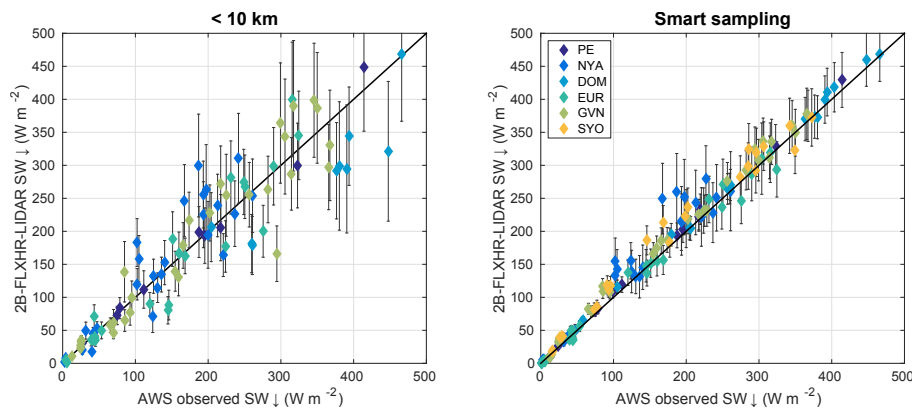 < 10 km
Smart sampling
2B-FLXHR-LIDAR SW ↓ (W m⁻²)
500
450
400
350
300
250
200
150
100
50
0
0 100 200 300 400 500
AWS observed SW ↓ (W m⁻²)
2B-FLXHR-LIDAR SW ↓ (W m⁻²)
500
450
400
350
300
250
200
150
100
50
0
0 100 200 300 400 500
AWS observed SW ↓ (W m⁻²)
PE
NYA
DOM
EUR
GVN
SYO